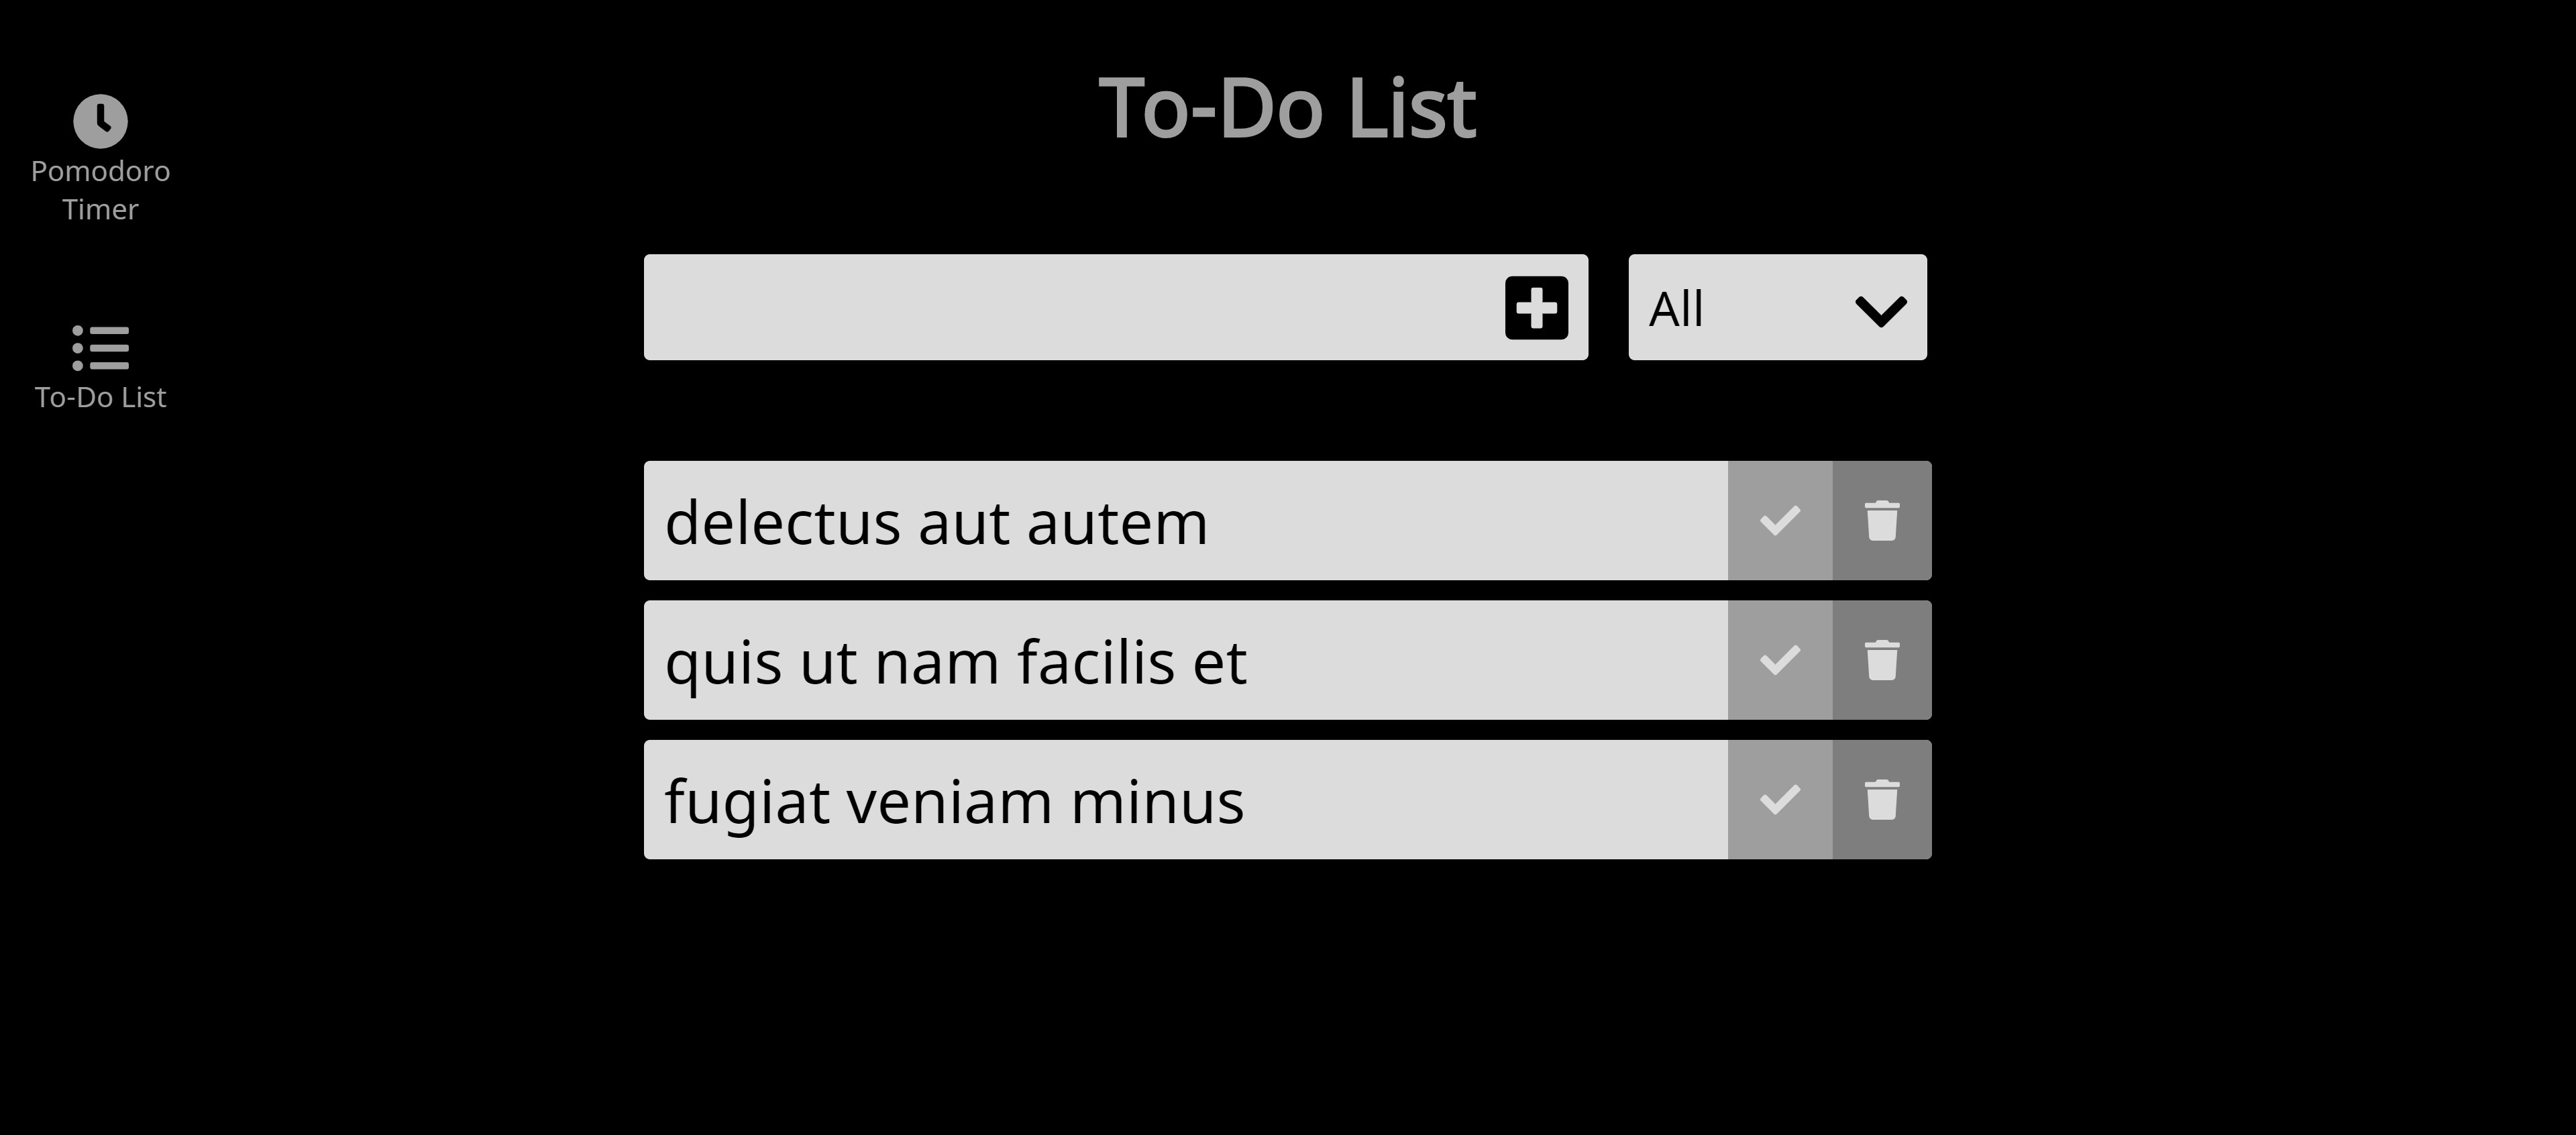 To-Do List
Pomodoro
Timer
To-Do List
All
delectus aut autem
quis ut nam facilis et
fugiat veniam minus